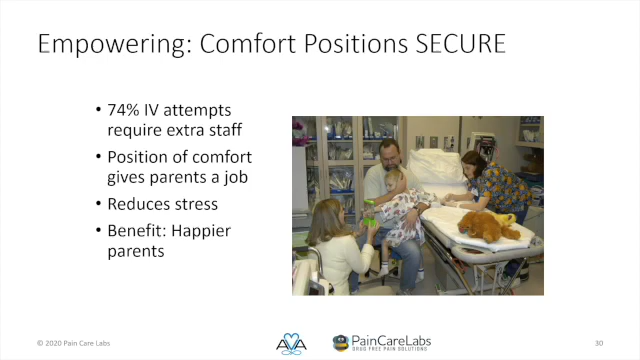 Empowering: Comfort Positions SECURE
• 74% IV attempts
require extra staff
• Position of comfort
gives parents a job
• Reduces stress
• Benefit: Happier
parents
© 2020 Pain Care Labs
AVA
PainCareLabs
DRUG FREE PAIN SOLUTIONS
30